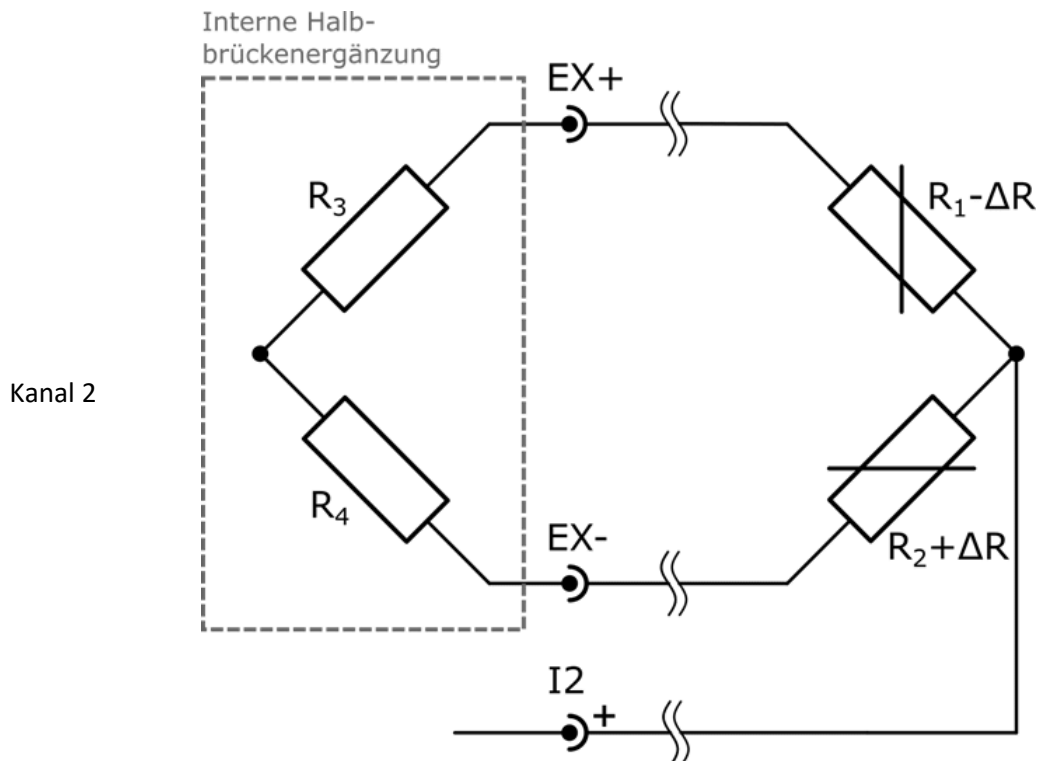 Interne Halb-
brückenergänzung
EX+
R₃
R₁-ΔR
Kanal 2
R₄
EX-
R₂+ΔR
I2
+